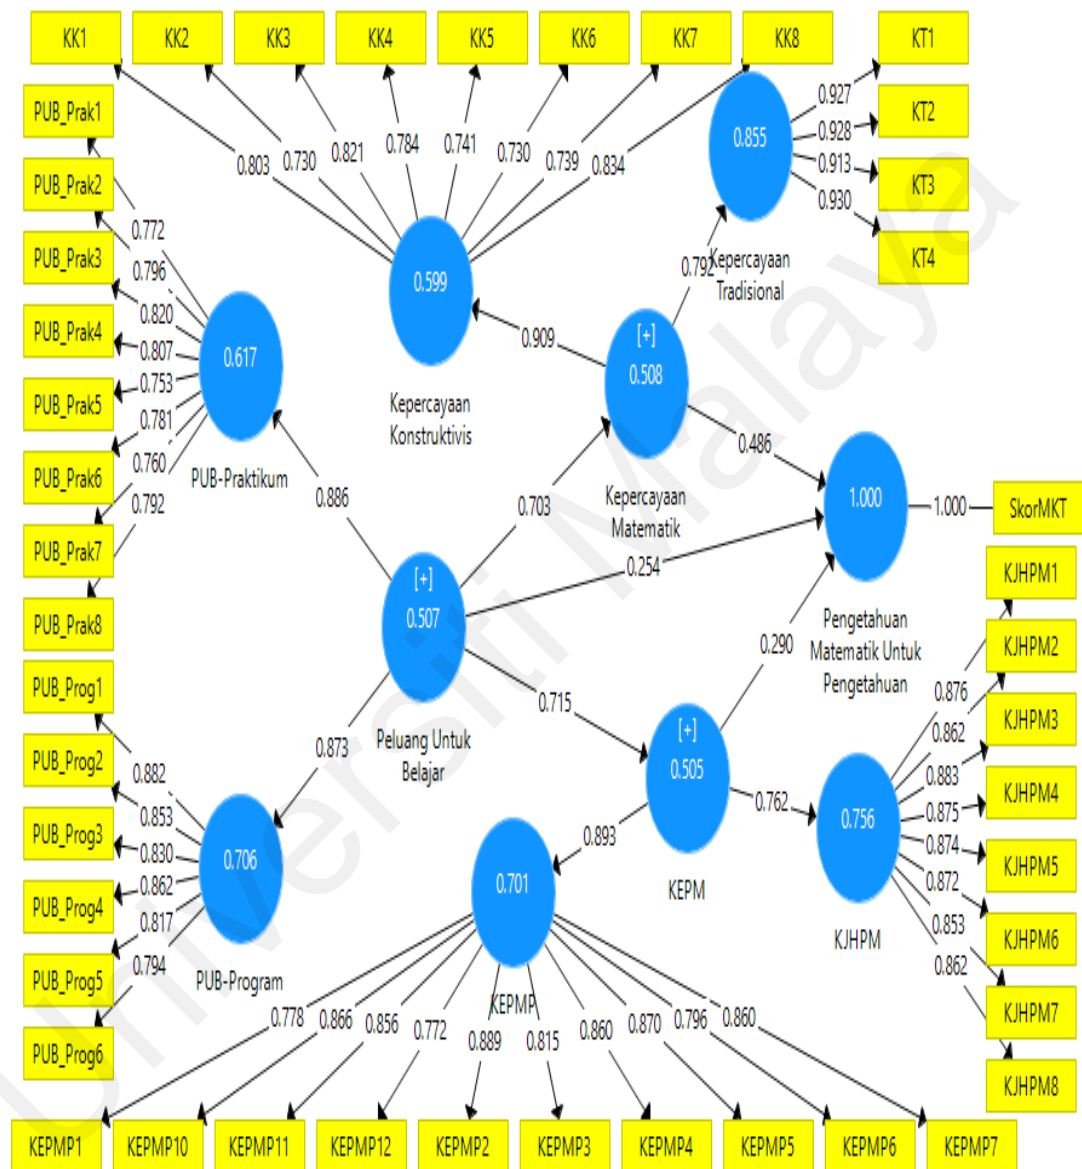 KK1
KK2
KK3
KK4
KK5
KK6
KK7
KK8
KT1
KT2
KT3
KT4
0.927
0.928
0.913
0.930
0.855
Kepercayaan
Tradisional
0.792
PUB_Prak1
PUB_Prak2
PUB_Prak3
PUB_Prak4
PUB_Prak5
PUB_Prak6
PUB_Prak7
PUB_Prak8
0.772
0.796
0.820
0.807
0.753
0.781
0.760
0.792
0.803
0.730
0.821
0.784
0.741
0.730
0.739
0.834
0.599
Kepercayaan
Konstruktivis
0.909
0.617
PUB-Praktikum
0.886
[+]
0.508
Kepercayaan
Matematik
0.703
0.486
1.000
1.000
SkorMKT
Pengetahuan
Matematik Untuk
Pengetahuan
0.254
0.290
[+]
0.507
Peluang Untuk
Belajar
0.715
0.873
PUB_Prog1
PUB_Prog2
PUB_Prog3
PUB_Prog4
PUB_Prog5
PUB_Prog6
0.882
0.853
0.830
0.862
0.817
0.794
0.706
PUB-Program
[+]
0.505
KEPM
0.762
0.893
0.756
KJHPM
KJHPM1
KJHPM2
KJHPM3
KJHPM4
KJHPM5
KJHPM6
KJHPM7
KJHPM8
0.876
0.862
0.883
0.875
0.874
0.872
0.853
0.862
0.701
KEPMP
0.778
0.866
0.856
0.772
0.889
0.815
0.860
0.870
0.796
0.860
KEPMP1
KEPMP10
KEPMP11
KEPMP12
KEPMP2
KEPMP3
KEPMP4
KEPMP5
KEPMP6
KEPMP7
Universiti Malaya